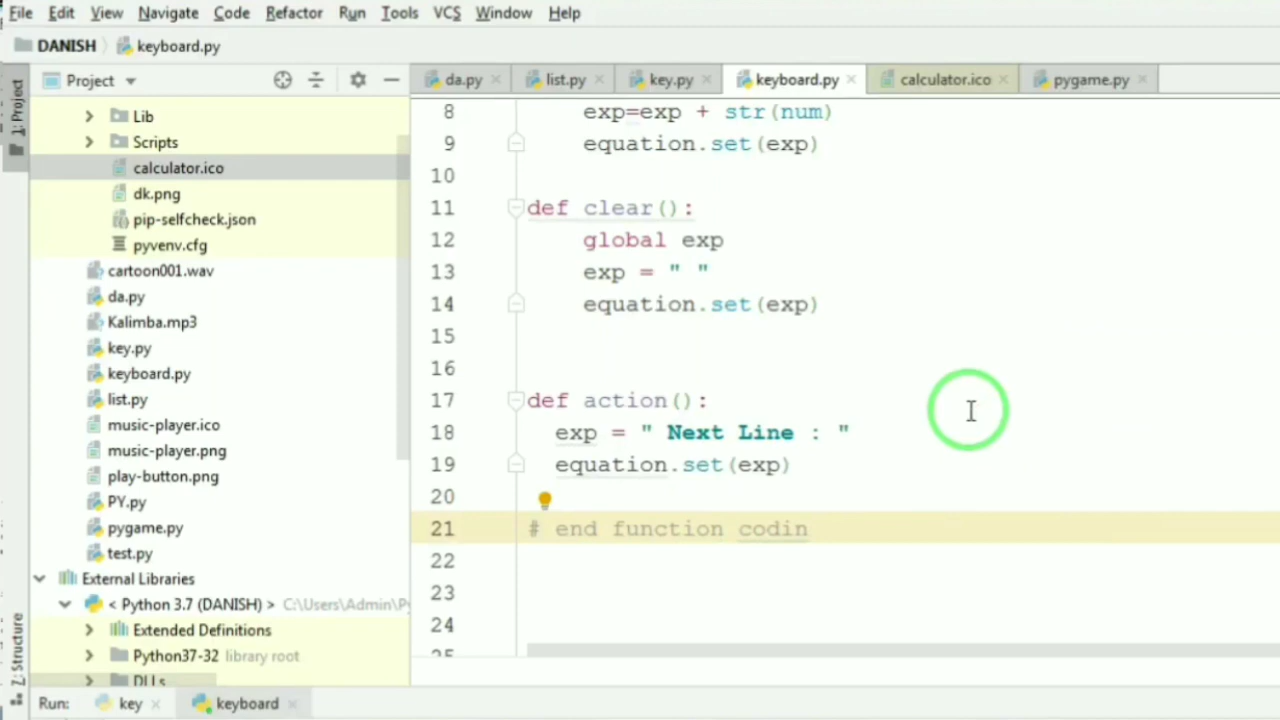 File Edit View Navigate Code Refactor Run Tools VCS Window Help
DANISH keyboard.py
1: Project
Project
da.py list.py key.py keyboard.py calculator.ico pygame.py
Lib
Scripts
calculator.ico
dk.png
pip-selfcheck.json
pyvenv.cfg
cartoon001.wav
da.py
Kalimba.mp3
key.py
keyboard.py
list.py
music-player.ico
music-player.png
play-button.png
PY.py
pygame.py
test.py
External Libraries
< Python 3.7 (DANISH) > C:\Users\Admin\Py
Extended Definitions
Python37-32 library root
DLLs
8 exp=exp + str(num)
9 equation.set(exp)
10
11 def clear():
12 global exp
13 exp = " "
14 equation.set(exp)
15
16
17 def action():
18 exp = " Next Line : "
19 equation.set(exp)
20
21 # end function codin
22
23
24
25
Z: Structure
Run: key keyboard